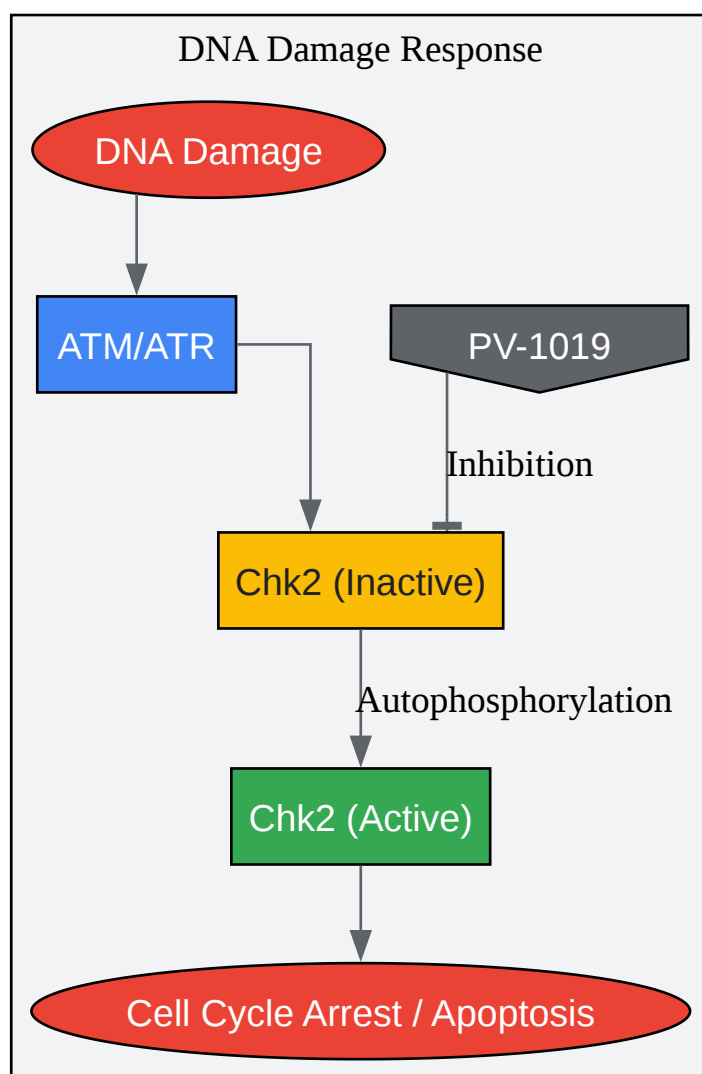 DNA Damage Response
DNA Damage
ATM/ATR
PV-1019
Inhibition
Chk2 (Inactive)
Autophosphorylation
Chk2 (Active)
Cell Cycle Arrest / Apoptosis